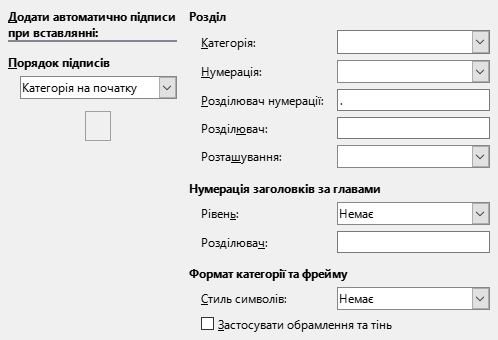 Додати автоматично підписи
при вставлянні:
Порядок підписів
Категорія на початку
Розділ
Категорія:
Нумерація:
Розділювач нумерації: .
Розділювач:
Розташування:
Нумерація заголовків за главами
Рівень: Немає
Розділювач:
Формат категорії та фрейму
Стиль символів: Немає
Застосувати обрамлення та тінь